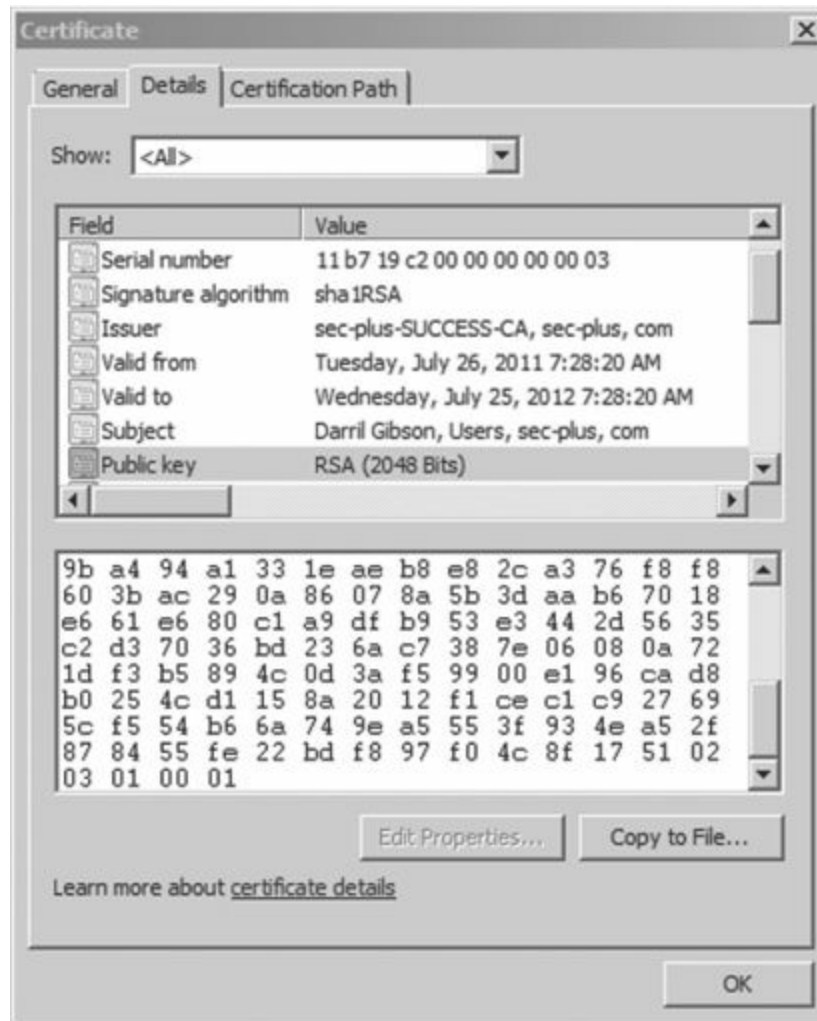 Certificate
General Details Certification Path
Show: <All>
Field Value
Serial number 11 b7 19 c2 00 00 00 00 00 03
Signature algorithm sha1RSA
Issuer sec-plus-SUCCESS-CA, sec-plus, com
Valid from Tuesday, July 26, 2011 7:28:20 AM
Valid to Wednesday, July 25, 2012 7:28:20 AM
Subject Darril Gibson, Users, sec-plus, com
Public key RSA (2048 Bits)
9b a4 94 a1 33 1e ae b8 e8 2c a3 76 f8 f8
60 3b ac 29 0a 86 07 8a 5b 3d aa b6 70 18
e6 61 e6 80 c1 a9 df b9 53 e3 44 2d 56 35
c2 d3 70 36 bd 23 6a c7 38 7e 06 08 0a 72
1d f3 b5 89 4c 0d 3a f5 99 00 e1 96 ca d8
b0 25 4c d1 15 8a 20 12 f1 ce c1 c9 27 69
5c f5 54 b6 6a 74 9e a5 55 3f 93 4e a5 2f
87 84 55 fe 22 bd f8 97 f0 4c 8f 17 51 02
03 01 00 01
Edit Properties... Copy to File...
Learn more about certificate details
OK